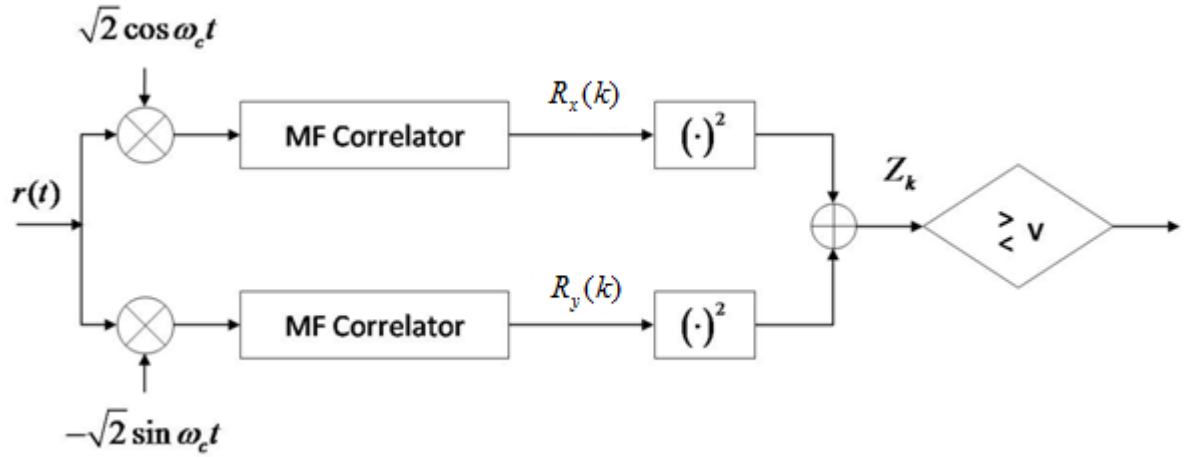 √2 cos ω_c t
R_x(k)
MF Correlator
(·)²
r(t)
Z_k
> < v
R_y(k)
MF Correlator
(·)²
−√2 sin ω_c t